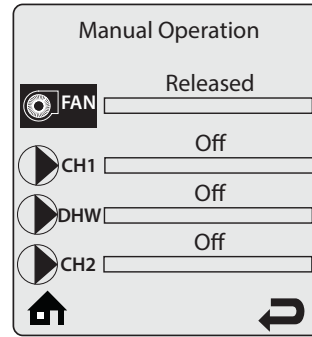 Manual Operation
Released
FAN
Off
CH1
Off
DHW
Off
CH2